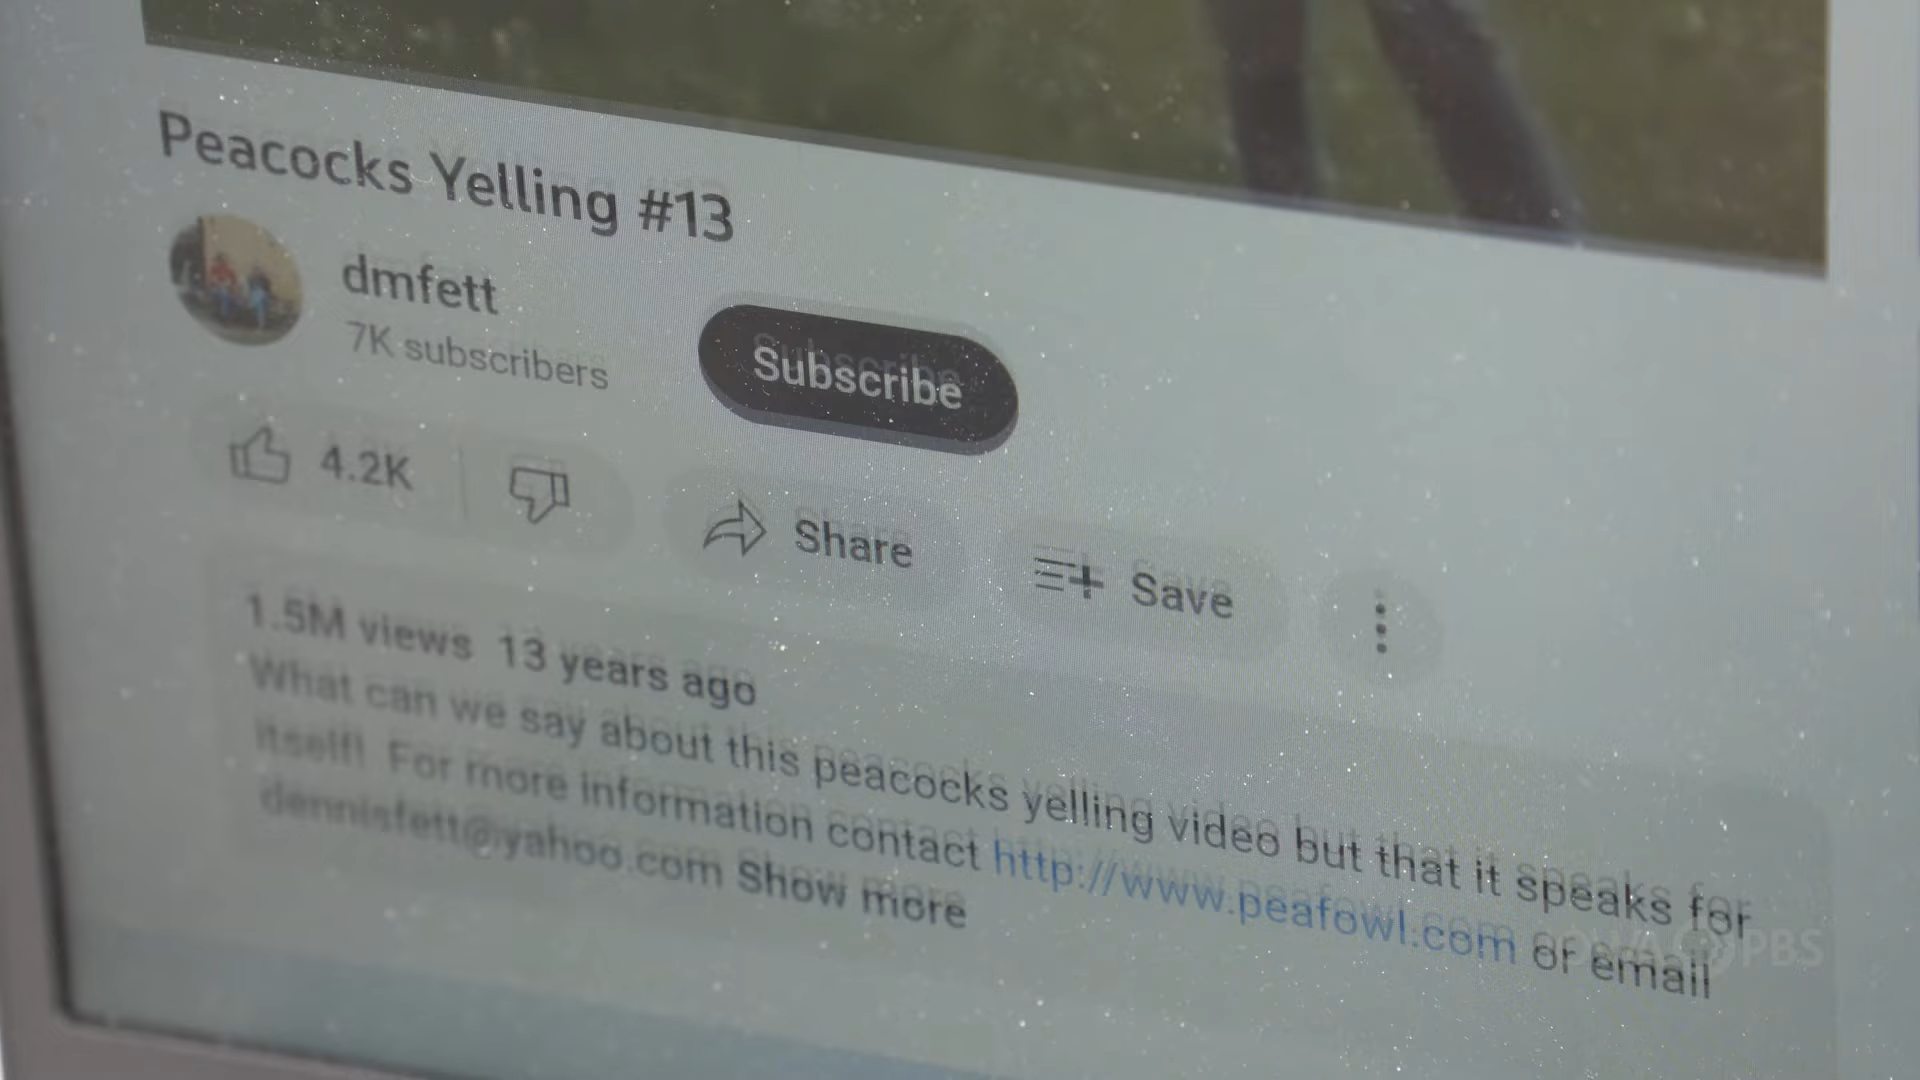 Peacocks Yelling #13
dmfett
7K subscribers
Subscribe
4.2K
Share
Save
1.5M views 13 years ago
What can we say about this peacocks yelling video but that it speaks for
itself! For more information contact http://www.peafowl.com or email
dennisfett@yahoo.com Show more
IOWA PBS